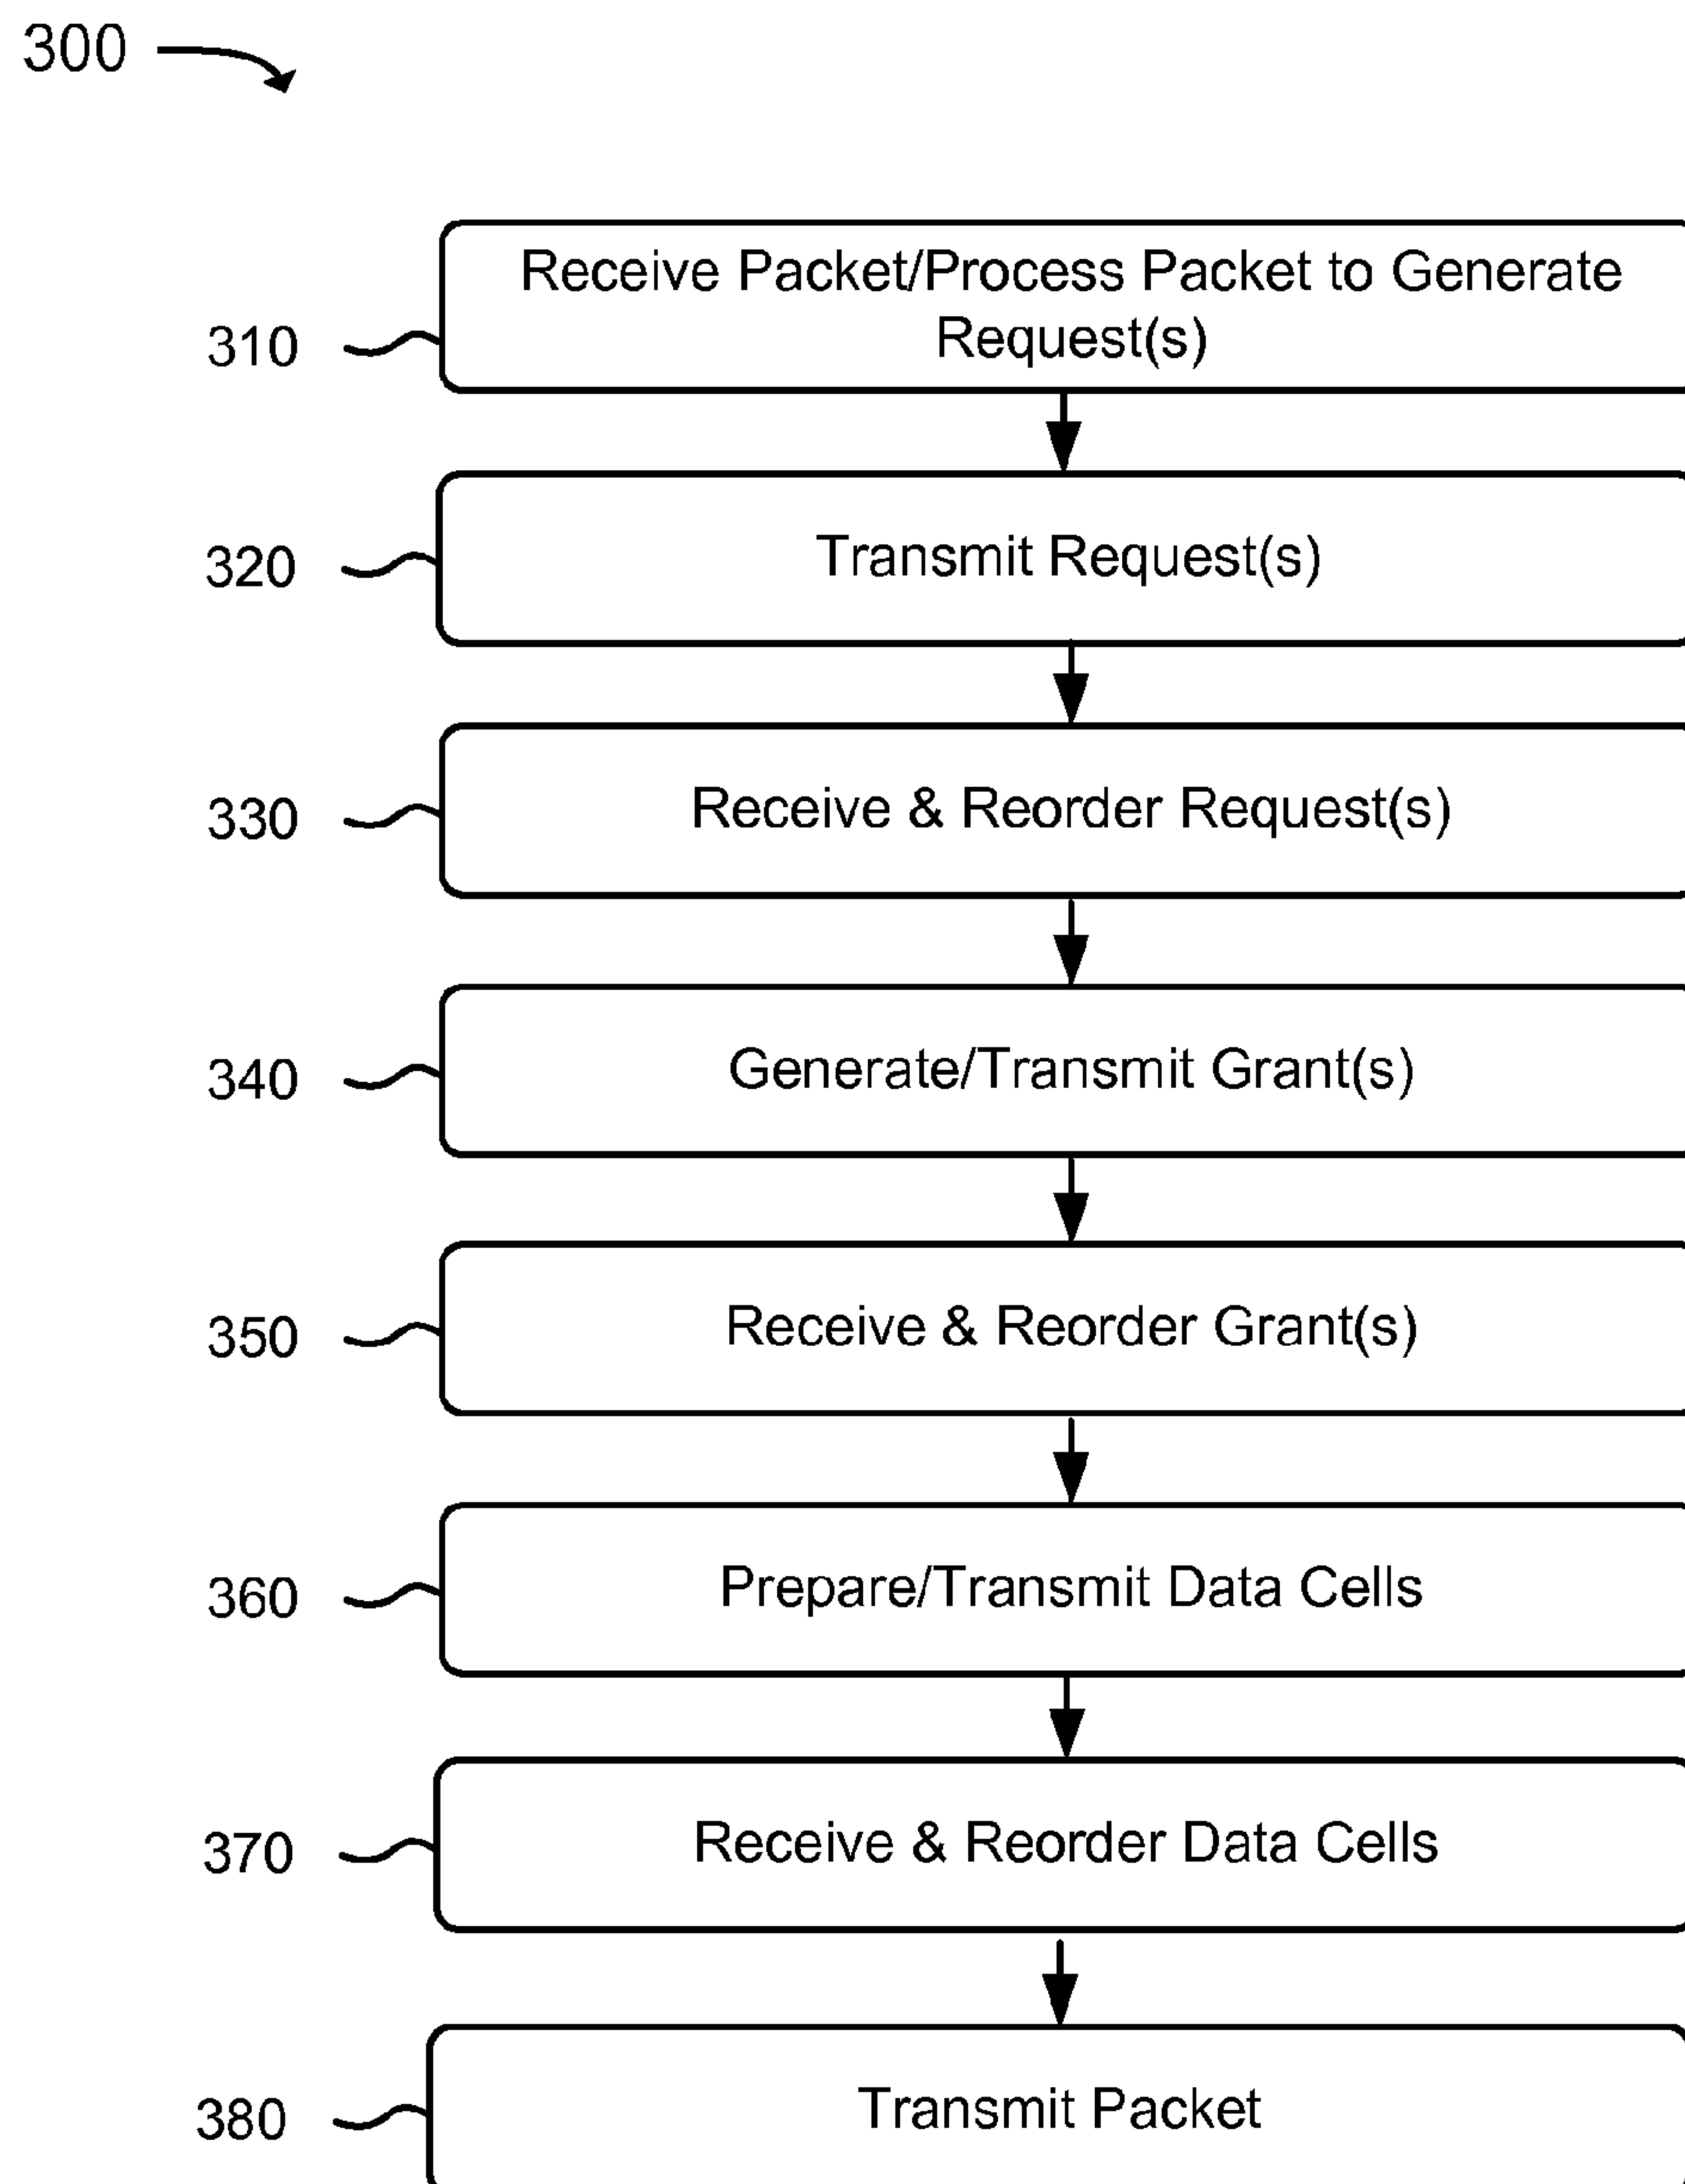 300
Receive Packet/Process Packet to Generate
Request(s)
310
Transmit Request(s)
320
Receive & Reorder Request(s)
330
Generate/Transmit Grant(s)
340
Receive & Reorder Grant(s)
350
Prepare/Transmit Data Cells
360
Receive & Reorder Data Cells
370
Transmit Packet
380